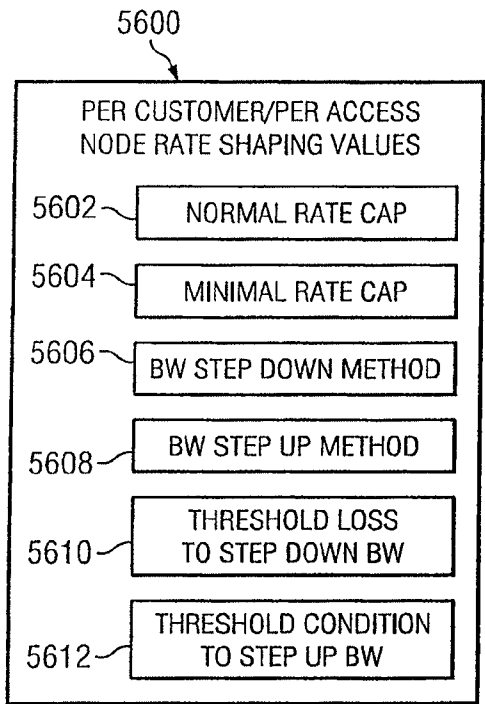 5600
PER CUSTOMER/PER ACCESS
NODE RATE SHAPING VALUES
5602
NORMAL RATE CAP
5604
MINIMAL RATE CAP
5606
BW STEP DOWN METHOD
5608
BW STEP UP METHOD
5610
THRESHOLD LOSS
TO STEP DOWN BW
5612
THRESHOLD CONDITION
TO STEP UP BW